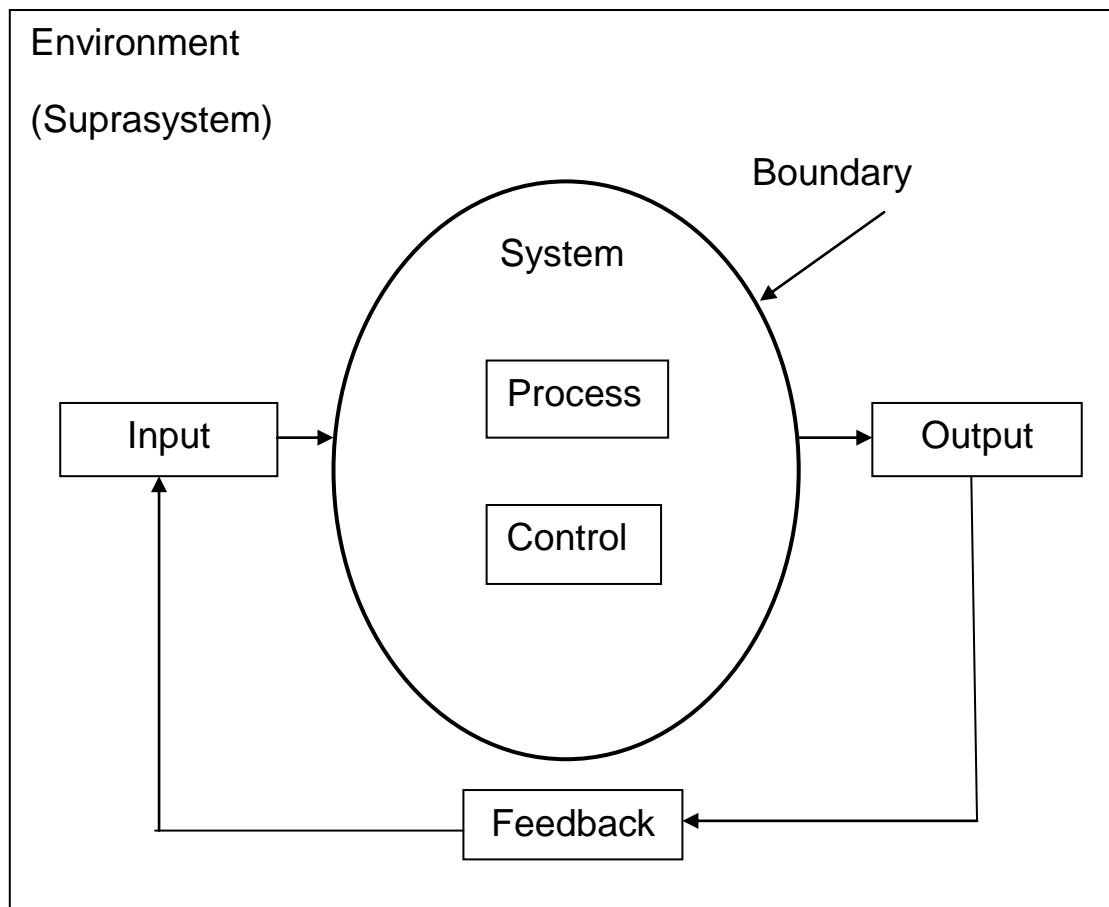 Environment
(Suprasystem)
Boundary
System
Process
Input
Output
Control
Feedback